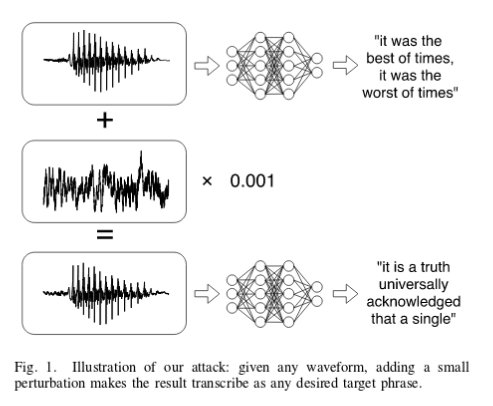 "it was the
best of times,
it was the
worst of times"
+
× 0.001
=
"it is a truth
universally
acknowledged
that a single"
Fig. 1. Illustration of our attack: given any waveform, adding a small
perturbation makes the result transcribe as any desired target phrase.